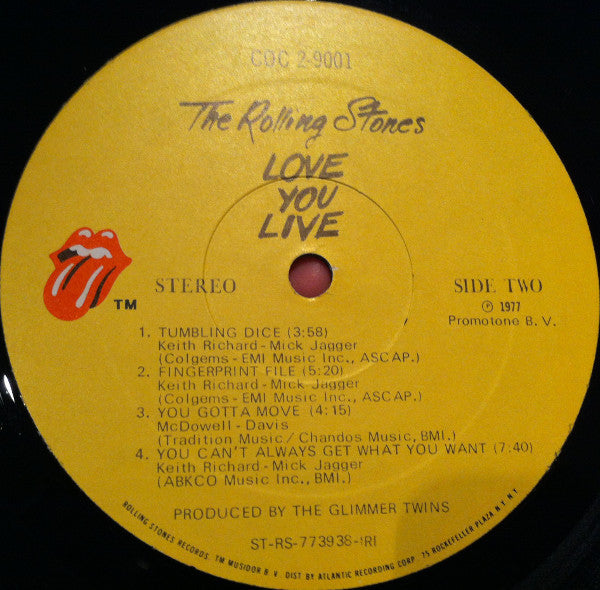 COC 2-9001
The Rolling Stones
LOVE
YOU
LIVE
TM
STEREO
SIDE TWO
℗ 1977
Promotone B. V.
1. TUMBLING DICE (3:58)
Keith Richard - Mick Jagger
(Colgems - EMI Music Inc., ASCAP.)
2. FINGERPRINT FILE (5:20)
Keith Richard - Mick Jagger
(Colgems - EMI Music Inc., ASCAP.)
3. YOU GOTTA MOVE (4:15)
McDowell - Davis
(Tradition Music / Chandos Music, BMI.)
4. YOU CAN'T ALWAYS GET WHAT YOU WANT (7:40)
Keith Richard - Mick Jagger
(ABKCO Music Inc., BMI.)
PRODUCED BY THE GLIMMER TWINS
ST-RS-773938-RI
ROLLING STONES RECORDS. TM MUSIDOR B. V. DIST BY ATLANTIC RECORDING CORP. 75 ROCKEFELLER PLAZA N.Y. N.Y.